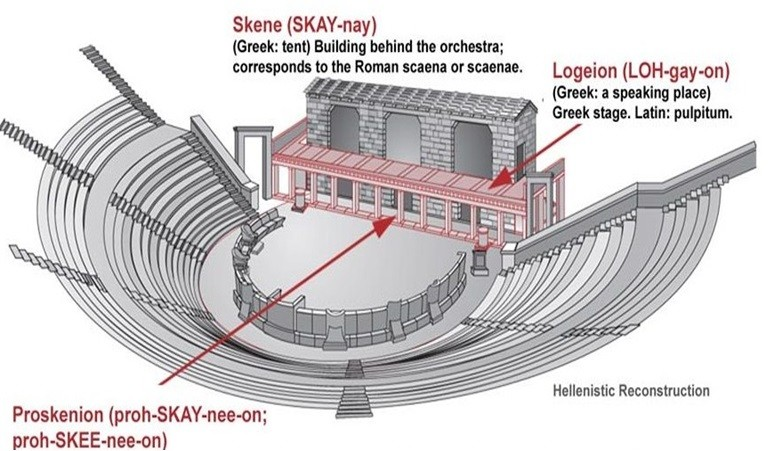 Skene (SKAY-nay)
(Greek: tent) Building behind the orchestra;
corresponds to the Roman scaena or scaenae.
Logeion (LOH-gay-on)
(Greek: a speaking place)
Greek stage. Latin: pulpitum.
Hellenistic Reconstruction
Proskenion (proh-SKAY-nee-on;
proh-SKEE-nee-on)